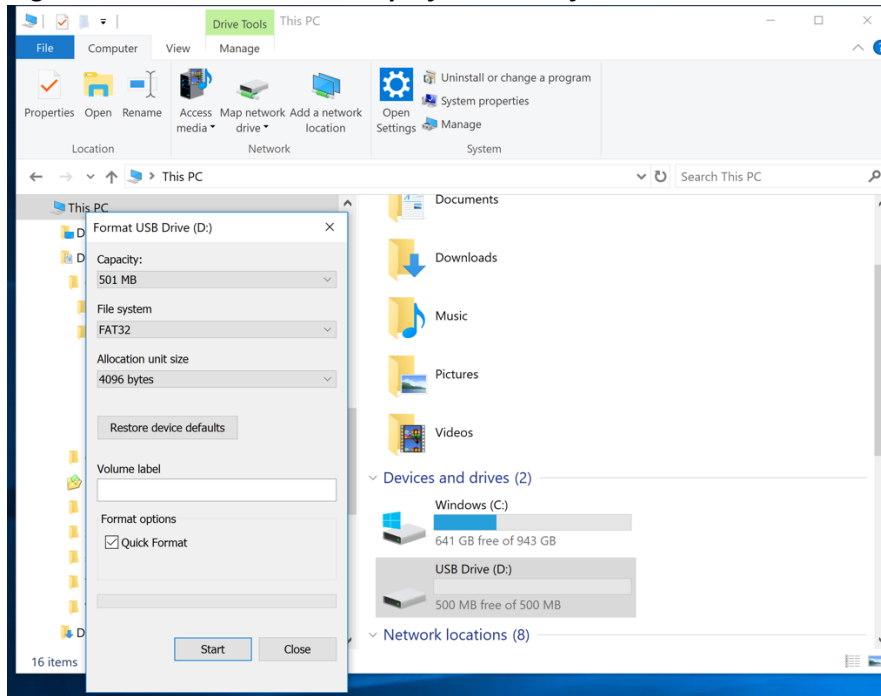 Drive Tools This PC
File Computer View Manage
Properties Open Rename Access media Map network drive Add a network location Open Settings Uninstall or change a program
System properties
Manage
Location Network System
This PC Search This PC
This PC
D
D
D
Format USB Drive (D:)
Capacity:
501 MB
File system
FAT32
Allocation unit size
4096 bytes
Restore device defaults
Volume label
Format options
Quick Format
Start Close
16 items
Documents
Downloads
Music
Pictures
Videos
Devices and drives (2)
Windows (C:)
641 GB free of 943 GB
USB Drive (D:)
500 MB free of 500 MB
Network locations (8)